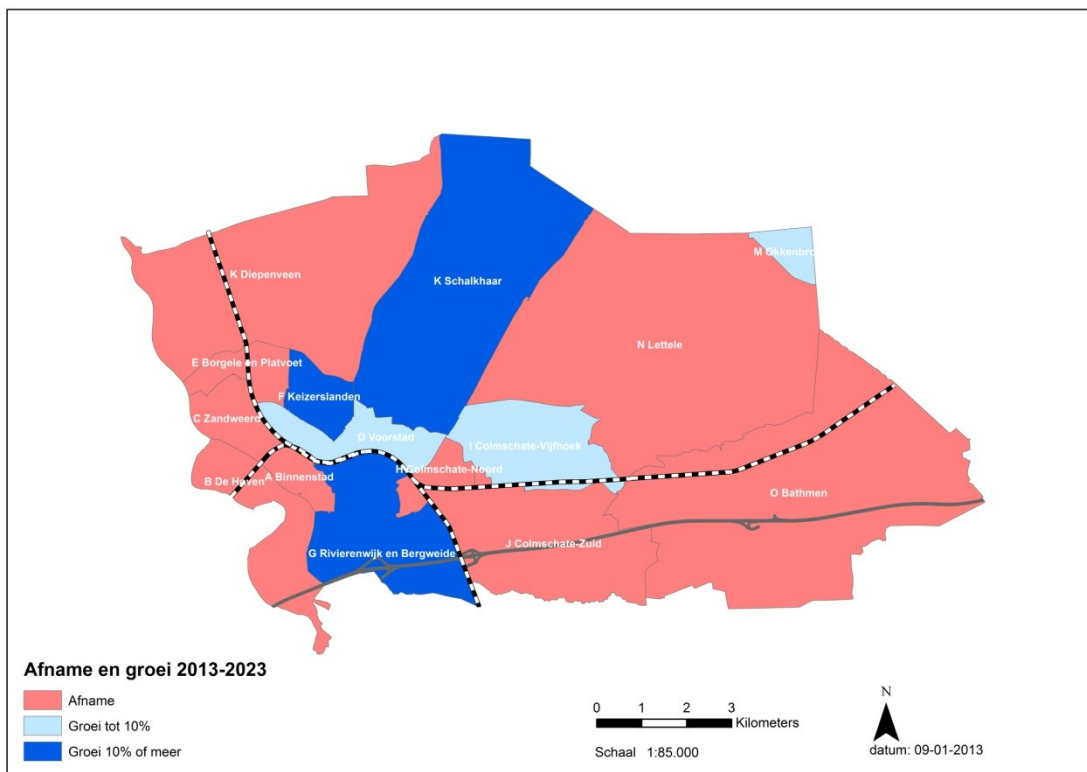 M Okkenbro
K Diepenveen
K Schalkhaar
N Lettele
E Borgele en Platvoet
F Keizerslanden
C Zandweerd
D Voorstad
I Colmschate-Vijfhoek
H Colmschate-Noord
A Binnenstad
B De Hoven
O Bathmen
J Colmschate-Zuid
G Rivierenwijk en Bergweide
Afname en groei 2013-2023
Afname
Groei tot 10%
Groei 10% of meer
0 1 2 3
Kilometers
Schaal 1:85.000
N
datum: 09-01-2013